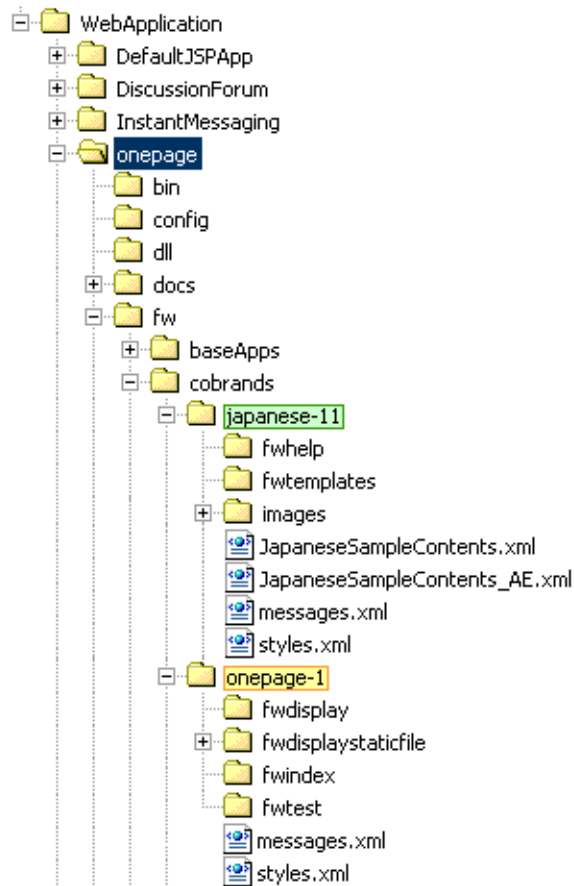 WebApplication
DefaultJSPApp
DiscussionForum
InstantMessaging
onepage
bin
config
dll
docs
fw
baseApps
cobrands
japanese-11
fwhelp
fwtemplates
images
JapaneseSampleContents.xml
JapaneseSampleContents_AE.xml
messages.xml
styles.xml
onepage-1
fwdisplay
fwdisplaystaticfile
fwindex
fwtest
messages.xml
styles.xml